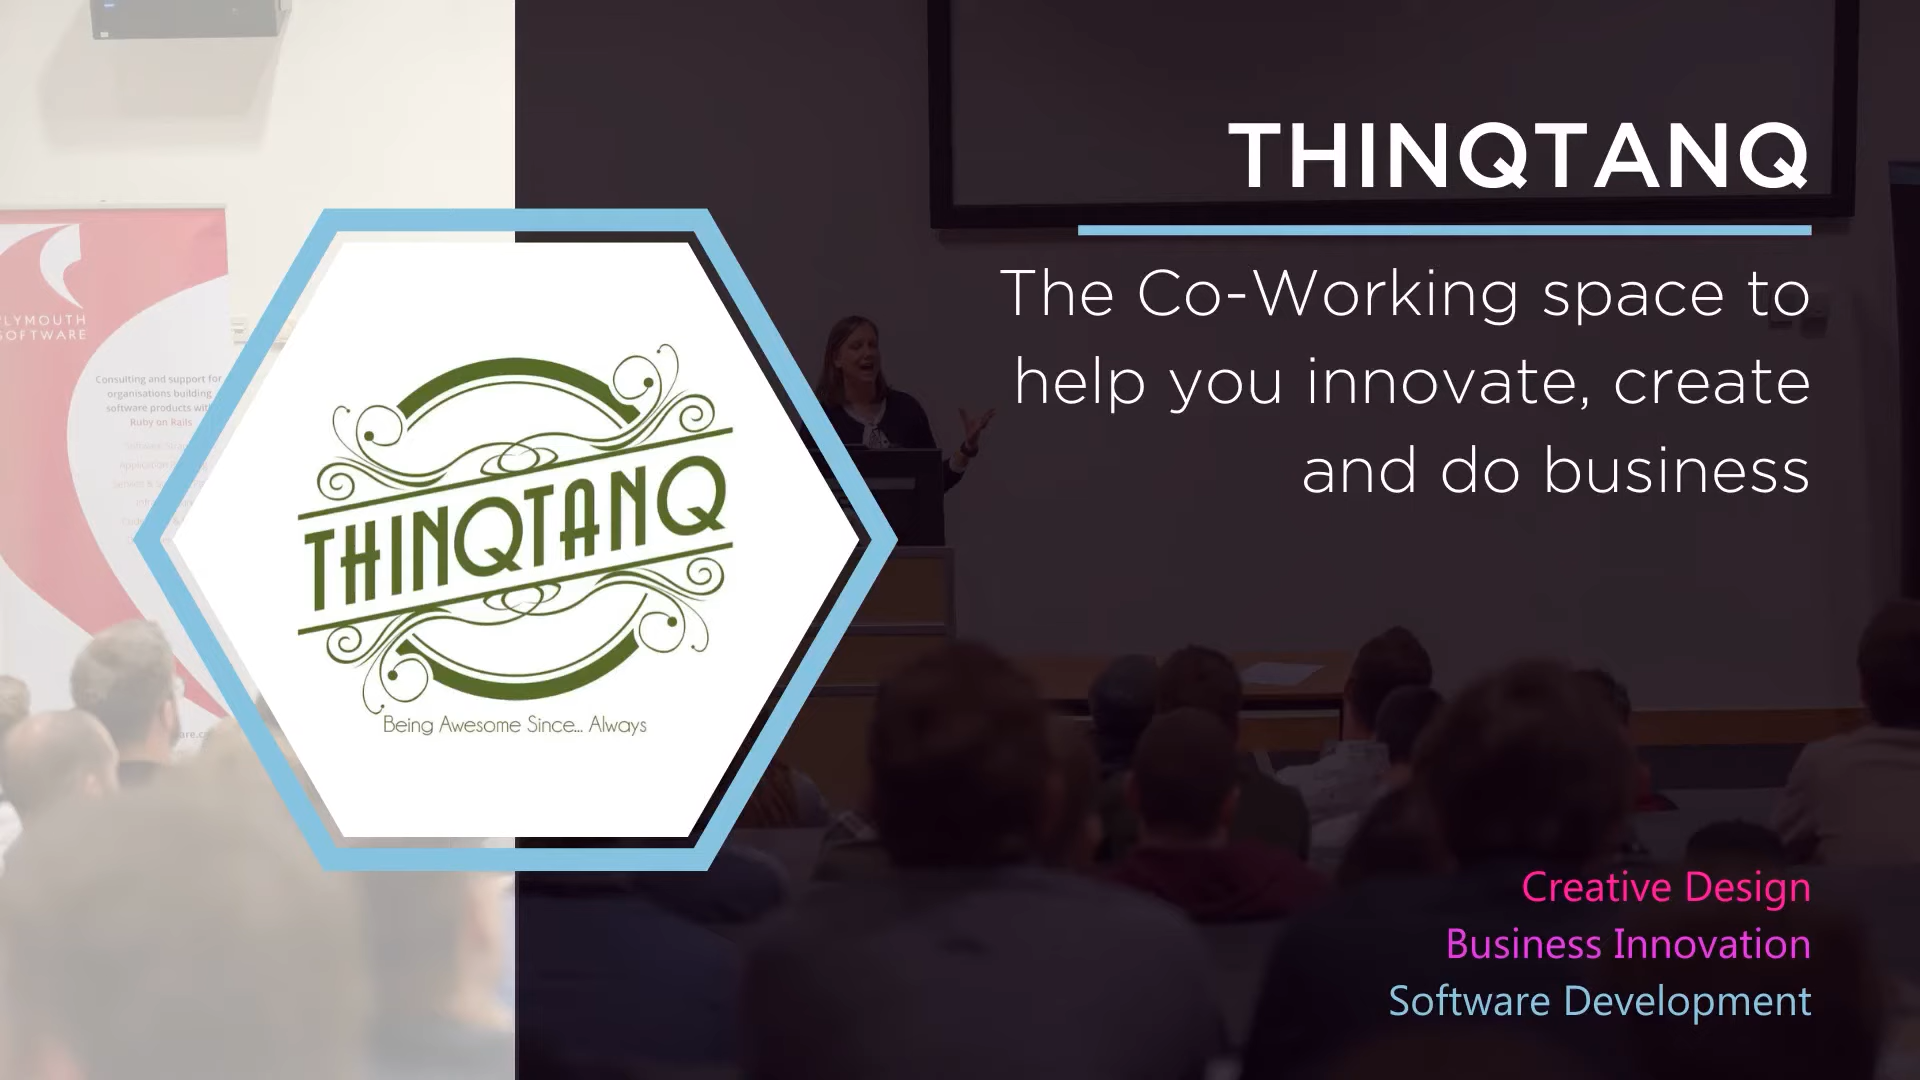 THINQTANQ
The Co-Working space to
help you innovate, create
and do business
THINQTANQ
Being Awesome Since... Always
LYMOUTH
SOFTWARE
Consulting and support for
organisations building
software products with
Ruby on Rails
Creative Design
Business Innovation
Software Development